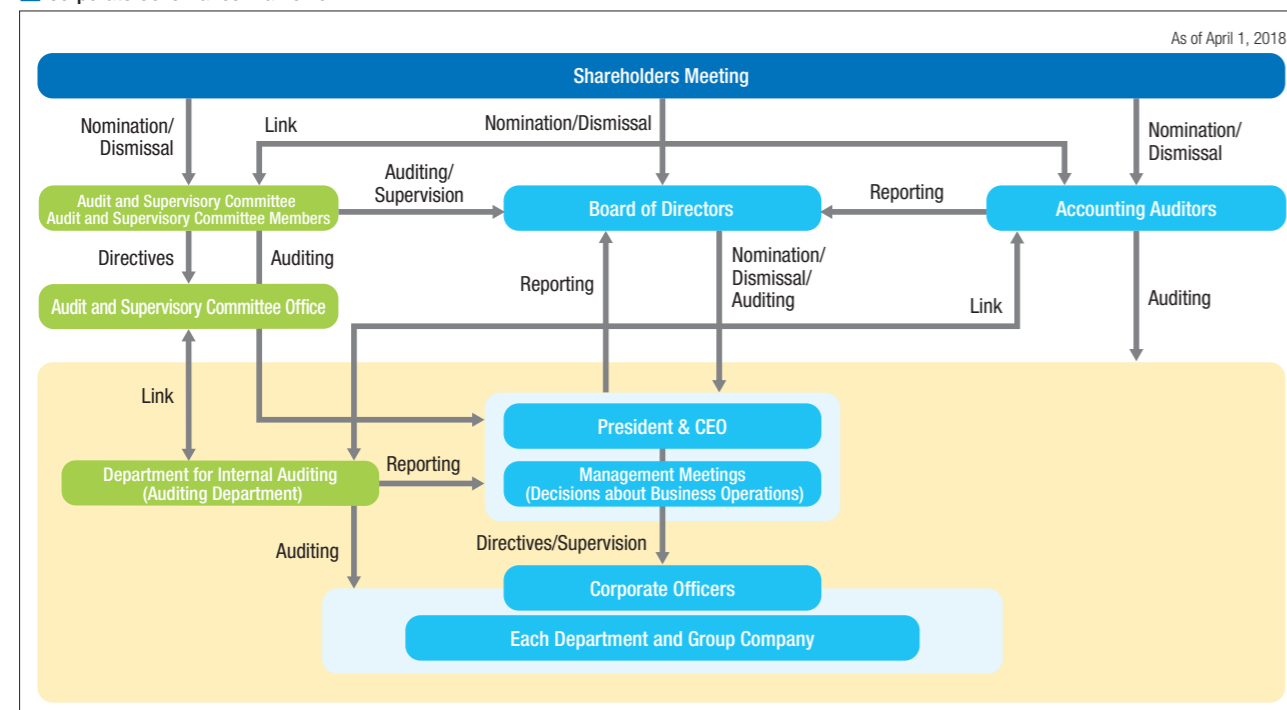 As of April 1, 2018
Shareholders Meeting
Nomination/
Dismissal
Link
Nomination/Dismissal
Nomination/
Dismissal
Auditing/
Supervision
Reporting
Audit and Supervisory Committee
Audit and Supervisory Committee Members
Board of Directors
Accounting Auditors
Directives
Auditing
Reporting
Nomination/
Dismissal/
Auditing
Link
Auditing
Audit and Supervisory Committee Office
Link
President & CEO
Reporting
Department for Internal Auditing
(Auditing Department)
Management Meetings
(Decisions about Business Operations)
Auditing
Directives/Supervision
Corporate Officers
Each Department and Group Company